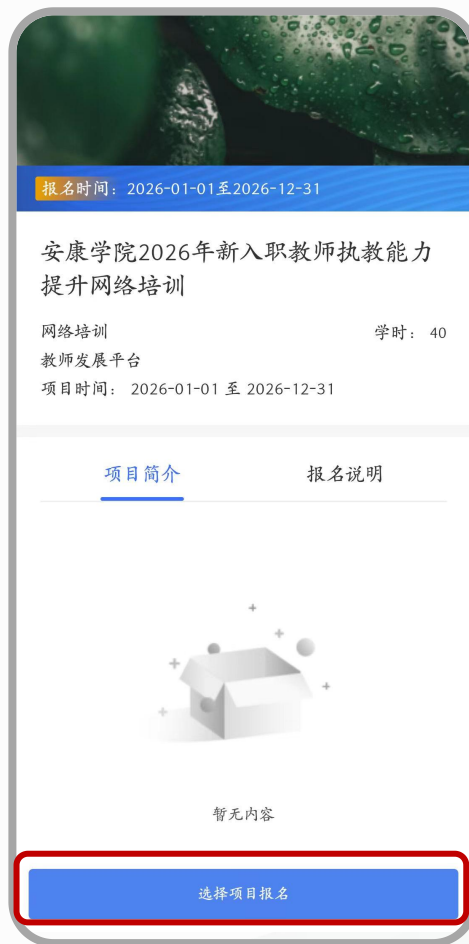 报名时间：2026-01-01至2026-12-31
安康学院2026年新入职教师执教能力
提升网络培训
网络培训 学时： 40
教师发展平台
项目时间： 2026-01-01 至 2026-12-31
项目简介 报名说明
暂无内容
选择项目报名